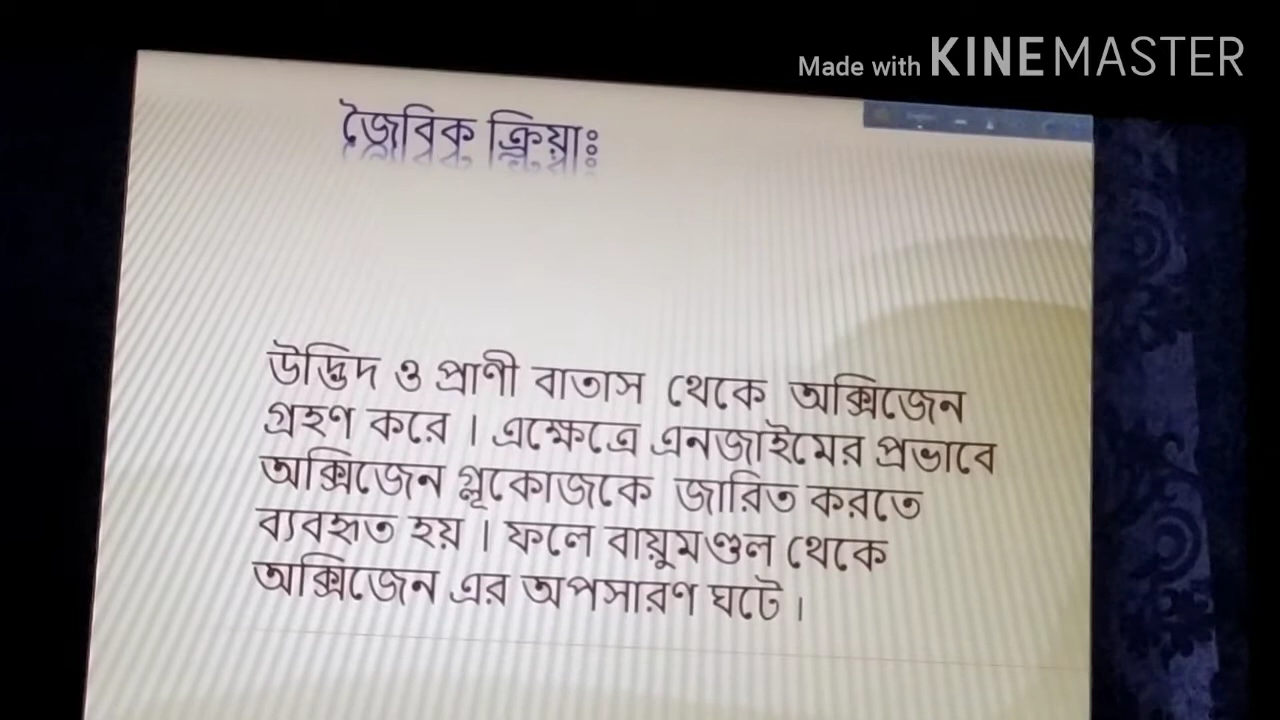 Made with KINEMASTER
জৈবিক ক্রিয়াঃ
উদ্ভিদ ও প্রাণী বাতাস থেকে অক্সিজেন
গ্রহণ করে । এক্ষেত্রে এনজাইমের প্রভাবে
অক্সিজেন গ্লূকোজকে জারিত করতে
ব্যবহৃত হয় । ফলে বায়ুমণ্ডল থেকে
অক্সিজেন এর অপসারণ ঘটে ।